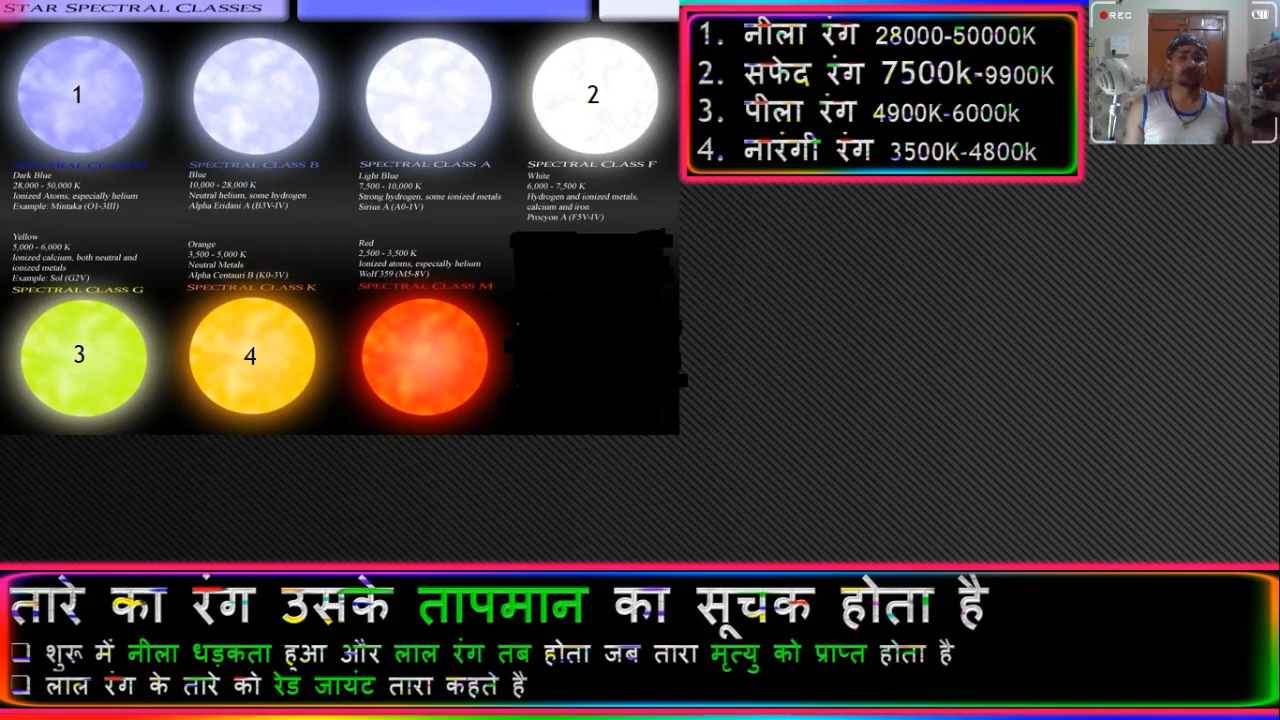 STAR SPECTRAL CLASSES
1
2
SPECTRAL CLASS O
Dark Blue
28,000 - 50,000 K
Ionized Atoms, especially helium
Example: Mintaka (O1-3III)
SPECTRAL CLASS B
Blue
10,000 - 28,000 K
Neutral helium, some hydrogen
Alpha Eridani A (B3V-IV)
SPECTRAL CLASS A
Light Blue
7,500 - 10,000 K
Strong hydrogen, some ionized metals
Sirius A (A0-1V)
SPECTRAL CLASS F
White
6,000 - 7,500 K
Hydrogen and ionized metals,
calcium and iron
Procyon A (F5V-IV)
Yellow
5,000 - 6,000 K
Ionized calcium, both neutral and
ionized metals
Example: Sol (G2V)
SPECTRAL CLASS G
Orange
3,500 - 5,000 K
Neutral Metals
Alpha Centauri B (K0-3V)
SPECTRAL CLASS K
Red
2,500 - 3,500 K
Ionized atoms, especially helium
Wolf 359 (M5-8V)
SPECTRAL CLASS M
3
4
1. नीला रंग 28000-50000K
2. सफेद रंग 7500k-9900K
3. पीला रंग 4900K-6000k
4. नारंगी रंग 3500K-4800k
REC
तारे का रंग उसके तापमान का सूचक होता है
शुरू में नीला धड़कता हुआ और लाल रंग तब होता जब तारा मृत्यु को प्राप्त होता है
लाल रंग के तारे को रेड जायंट तारा कहते है